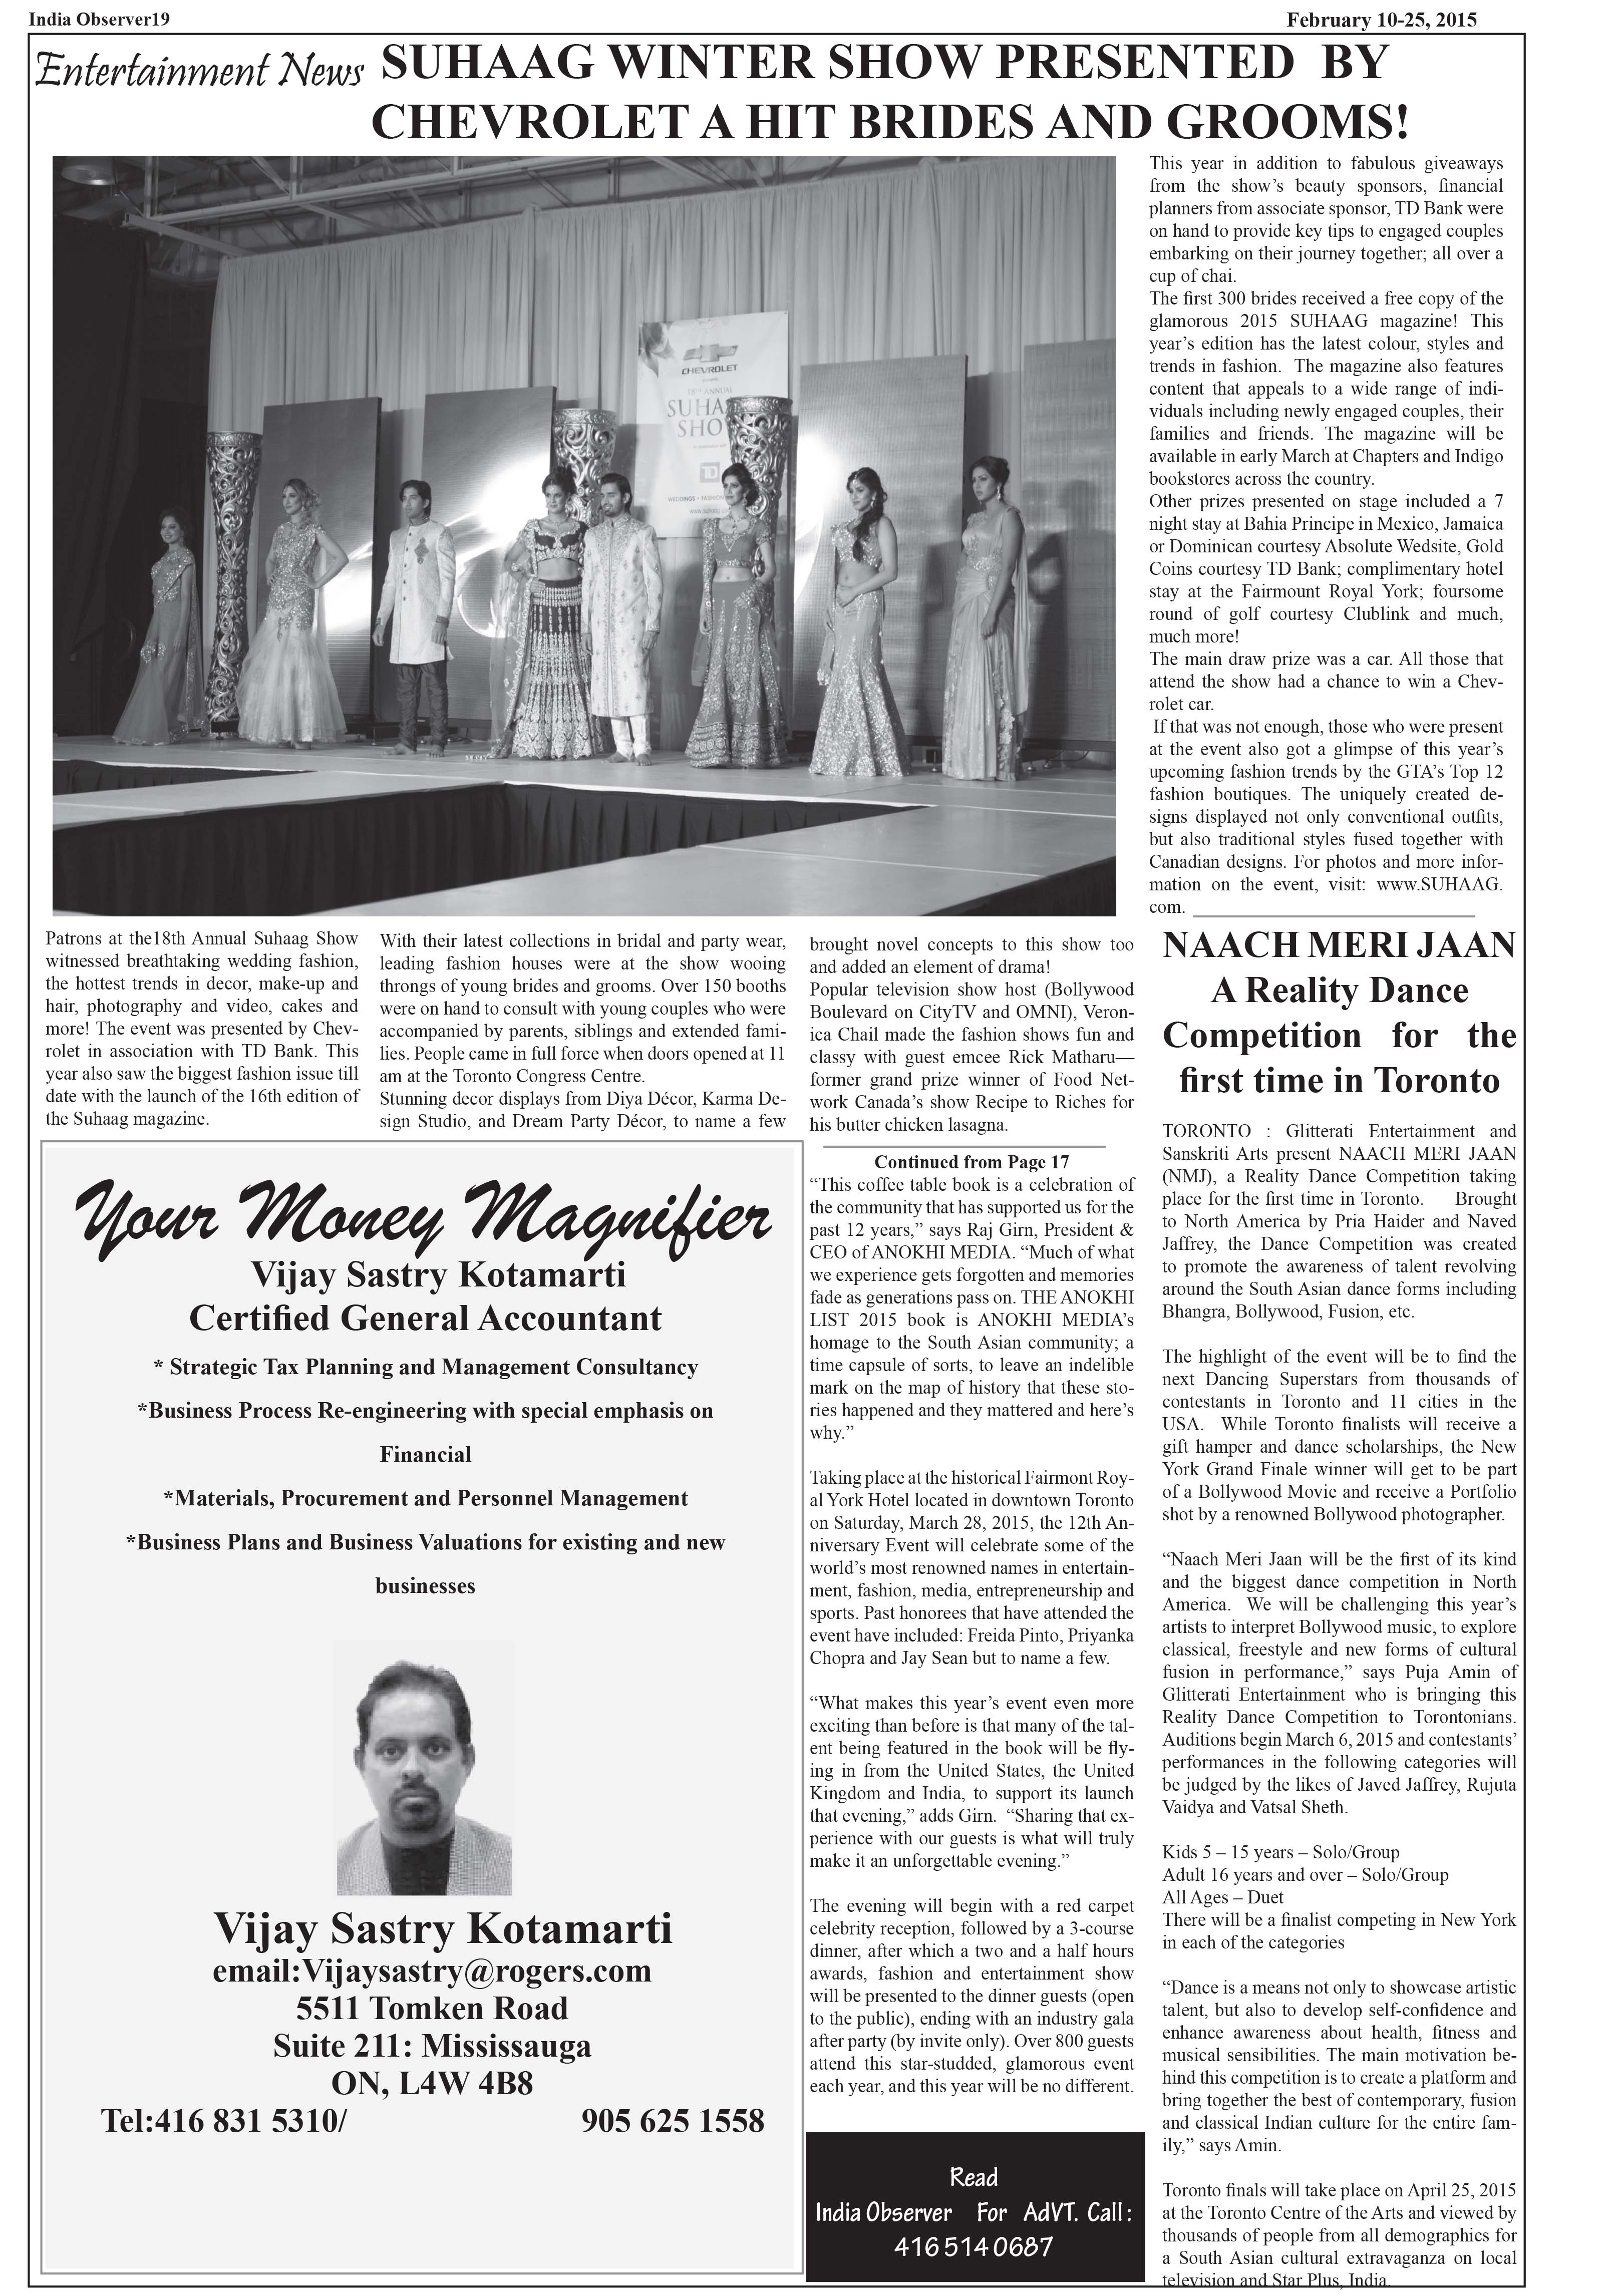 India Observer19
February 10-25, 2015
Entertainment News
SUHAAG WINTER SHOW PRESENTED BY
CHEVROLET A HIT BRIDES AND GROOMS!
CHEVROLET
18TH ANNUAL
SUHA
SHO
TD
WEDDINGS • FASHION
Patrons at the18th Annual Suhaag Show
witnessed breathtaking wedding fashion,
the hottest trends in decor, make-up and
hair, photography and video, cakes and
more! The event was presented by Chev-
rolet in association with TD Bank. This
year also saw the biggest fashion issue till
date with the launch of the 16th edition of
the Suhaag magazine.
With their latest collections in bridal and party wear,
leading fashion houses were at the show wooing
throngs of young brides and grooms. Over 150 booths
were on hand to consult with young couples who were
accompanied by parents, siblings and extended fami-
lies. People came in full force when doors opened at 11
am at the Toronto Congress Centre.
Stunning decor displays from Diya Décor, Karma De-
sign Studio, and Dream Party Décor, to name a few
brought novel concepts to this show too
and added an element of drama!
Popular television show host (Bollywood
Boulevard on CityTV and OMNI), Veron-
ica Chail made the fashion shows fun and
classy with guest emcee Rick Matharu—
former grand prize winner of Food Net-
work Canada's show Recipe to Riches for
his butter chicken lasagna.
This year in addition to fabulous giveaways
from the show's beauty sponsors, financial
planners from associate sponsor, TD Bank were
on hand to provide key tips to engaged couples
embarking on their journey together; all over a
cup of chai.
The first 300 brides received a free copy of the
glamorous 2015 SUHAAG magazine! This
year's edition has the latest colour, styles and
trends in fashion. The magazine also features
content that appeals to a wide range of indi-
viduals including newly engaged couples, their
families and friends. The magazine will be
available in early March at Chapters and Indigo
bookstores across the country.
Other prizes presented on stage included a 7
night stay at Bahia Principe in Mexico, Jamaica
or Dominican courtesy Absolute Wedsite, Gold
Coins courtesy TD Bank; complimentary hotel
stay at the Fairmount Royal York; foursome
round of golf courtesy Clublink and much,
much more!
The main draw prize was a car. All those that
attend the show had a chance to win a Chev-
rolet car.
If that was not enough, those who were present
at the event also got a glimpse of this year's
upcoming fashion trends by the GTA's Top 12
fashion boutiques. The uniquely created de-
signs displayed not only conventional outfits,
but also traditional styles fused together with
Canadian designs. For photos and more infor-
mation on the event, visit: www.SUHAAG.
com.
Your Money Magnifier
Vijay Sastry Kotamarti
Certified General Accountant
* Strategic Tax Planning and Management Consultancy
*Business Process Re-engineering with special emphasis on
Financial
*Materials, Procurement and Personnel Management
*Business Plans and Business Valuations for existing and new
businesses
Vijay Sastry Kotamarti
email:Vijaysastry@rogers.com
5511 Tomken Road
Suite 211: Mississauga
ON, L4W 4B8
Tel:416 831 5310/ 905 625 1558
Continued from Page 17
“This coffee table book is a celebration of
the community that has supported us for the
past 12 years,” says Raj Girn, President &
CEO of ANOKHI MEDIA. “Much of what
we experience gets forgotten and memories
fade as generations pass on. THE ANOKHI
LIST 2015 book is ANOKHI MEDIA's
homage to the South Asian community; a
time capsule of sorts, to leave an indelible
mark on the map of history that these sto-
ries happened and they mattered and here's
why.”
Taking place at the historical Fairmont Roy-
al York Hotel located in downtown Toronto
on Saturday, March 28, 2015, the 12th An-
niversary Event will celebrate some of the
world's most renowned names in entertain-
ment, fashion, media, entrepreneurship and
sports. Past honorees that have attended the
event have included: Freida Pinto, Priyanka
Chopra and Jay Sean but to name a few.
“What makes this year's event even more
exciting than before is that many of the tal-
ent being featured in the book will be fly-
ing in from the United States, the United
Kingdom and India, to support its launch
that evening,” adds Girn. “Sharing that ex-
perience with our guests is what will truly
make it an unforgettable evening.”
The evening will begin with a red carpet
celebrity reception, followed by a 3-course
dinner, after which a two and a half hours
awards, fashion and entertainment show
will be presented to the dinner guests (open
to the public), ending with an industry gala
after party (by invite only). Over 800 guests
attend this star-studded, glamorous event
each year, and this year will be no different.
Read
India Observer For AdVT. Call :
416 514 0687
NAACH MERI JAAN
A Reality Dance
Competition for the
first time in Toronto
TORONTO : Glitterati Entertainment and
Sanskriti Arts present NAACH MERI JAAN
(NMJ), a Reality Dance Competition taking
place for the first time in Toronto. Brought
to North America by Pria Haider and Naved
Jaffrey, the Dance Competition was created
to promote the awareness of talent revolving
around the South Asian dance forms including
Bhangra, Bollywood, Fusion, etc.
The highlight of the event will be to find the
next Dancing Superstars from thousands of
contestants in Toronto and 11 cities in the
USA. While Toronto finalists will receive a
gift hamper and dance scholarships, the New
York Grand Finale winner will get to be part
of a Bollywood Movie and receive a Portfolio
shot by a renowned Bollywood photographer.
“Naach Meri Jaan will be the first of its kind
and the biggest dance competition in North
America. We will be challenging this year's
artists to interpret Bollywood music, to explore
classical, freestyle and new forms of cultural
fusion in performance,” says Puja Amin of
Glitterati Entertainment who is bringing this
Reality Dance Competition to Torontonians.
Auditions begin March 6, 2015 and contestants'
performances in the following categories will
be judged by the likes of Javed Jaffrey, Rujuta
Vaidya and Vatsal Sheth.
Kids 5 – 15 years – Solo/Group
Adult 16 years and over – Solo/Group
All Ages – Duet
There will be a finalist competing in New York
in each of the categories
“Dance is a means not only to showcase artistic
talent, but also to develop self-confidence and
enhance awareness about health, fitness and
musical sensibilities. The main motivation be-
hind this competition is to create a platform and
bring together the best of contemporary, fusion
and classical Indian culture for the entire fam-
ily,” says Amin.
Toronto finals will take place on April 25, 2015
at the Toronto Centre of the Arts and viewed by
thousands of people from all demographics for
a South Asian cultural extravaganza on local
television and Star Plus, India.